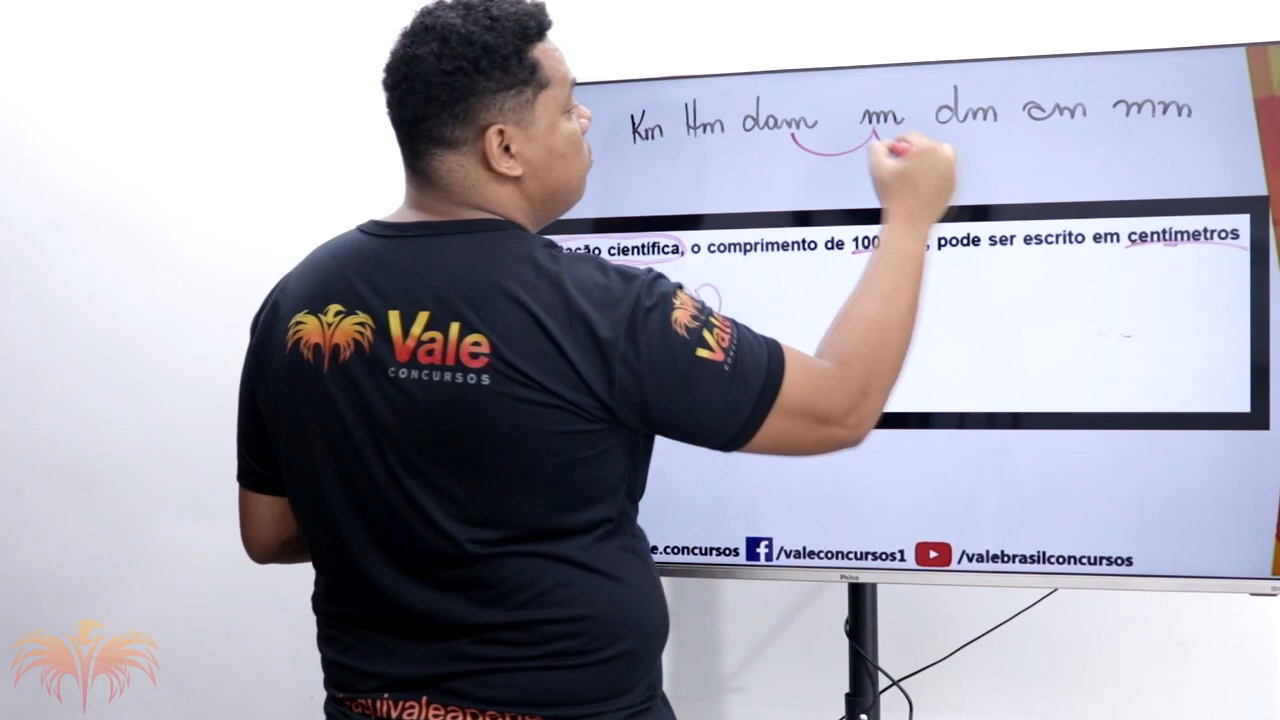 Km Hm dam m dm cm mm
científica, o comprimento de 100 , pode ser escrito em centímetros
Vale
CONCURSOS
Vale
e.concursos /valeconcursos1 /valebrasilconcursos
Philco